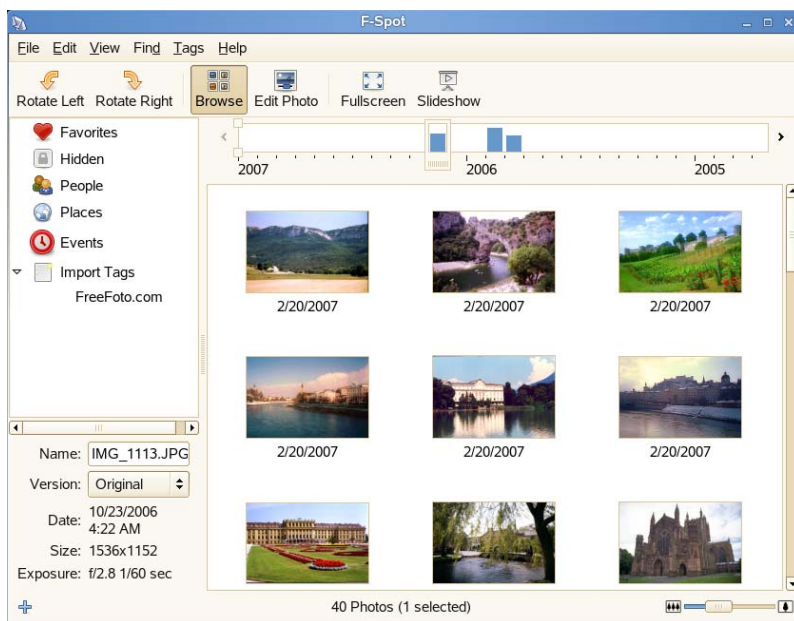 F-Spot
File Edit View Find Tags Help
Rotate Left Rotate Right Browse Edit Photo Fullscreen Slideshow
Favorites
Hidden
People
Places
Events
Import Tags
FreeFoto.com
2007 2006 2005
2/20/2007 2/20/2007 2/20/2007
2/20/2007 2/20/2007 2/20/2007
Name: IMG_1113.JPG
Version: Original
Date: 10/23/2006
4:22 AM
Size: 1536x1152
Exposure: f/2.8 1/60 sec
40 Photos (1 selected)